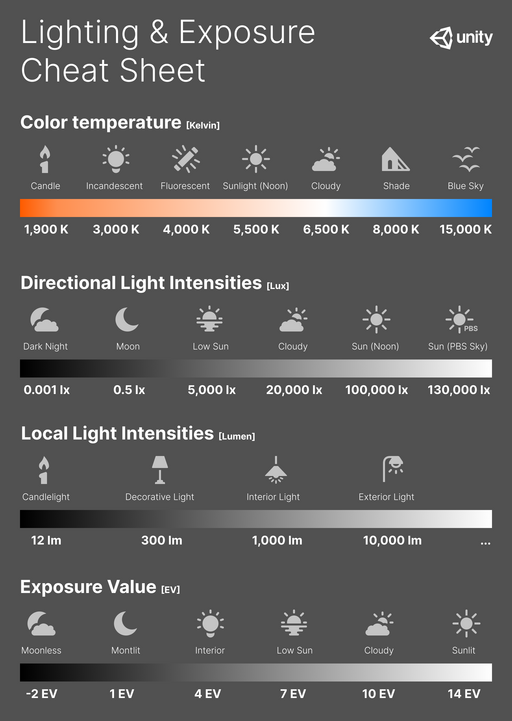 Lighting & Exposure
Cheat Sheet
unity
Color temperature [Kelvin]
Candle Incandescent Fluorescent Sunlight (Noon) Cloudy Shade Blue Sky
1,900 K 3,000 K 4,000 K 5,500 K 6,500 K 8,000 K 15,000 K
Directional Light Intensities [Lux]
PBS
Dark Night Moon Low Sun Cloudy Sun (Noon) Sun (PBS Sky)
0.001 lx 0.5 lx 5,000 lx 20,000 lx 100,000 lx 130,000 lx
Local Light Intensities [Lumen]
Candlelight Decorative Light Interior Light Exterior Light
12 lm 300 lm 1,000 lm 10,000 lm ...
Exposure Value [EV]
Moonless Montlit Interior Low Sun Cloudy Sunlit
-2 EV 1 EV 4 EV 7 EV 10 EV 14 EV